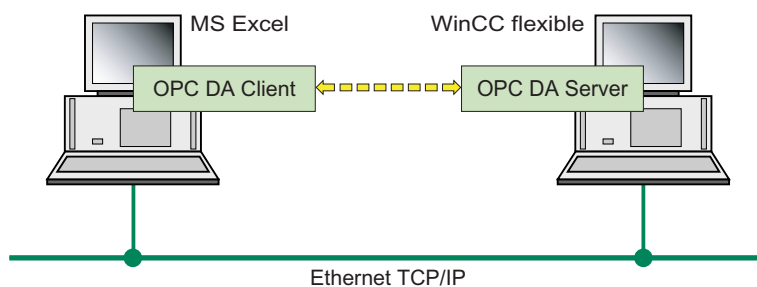 MS Excel
WinCC flexible
OPC DA Client
OPC DA Server
Ethernet TCP/IP